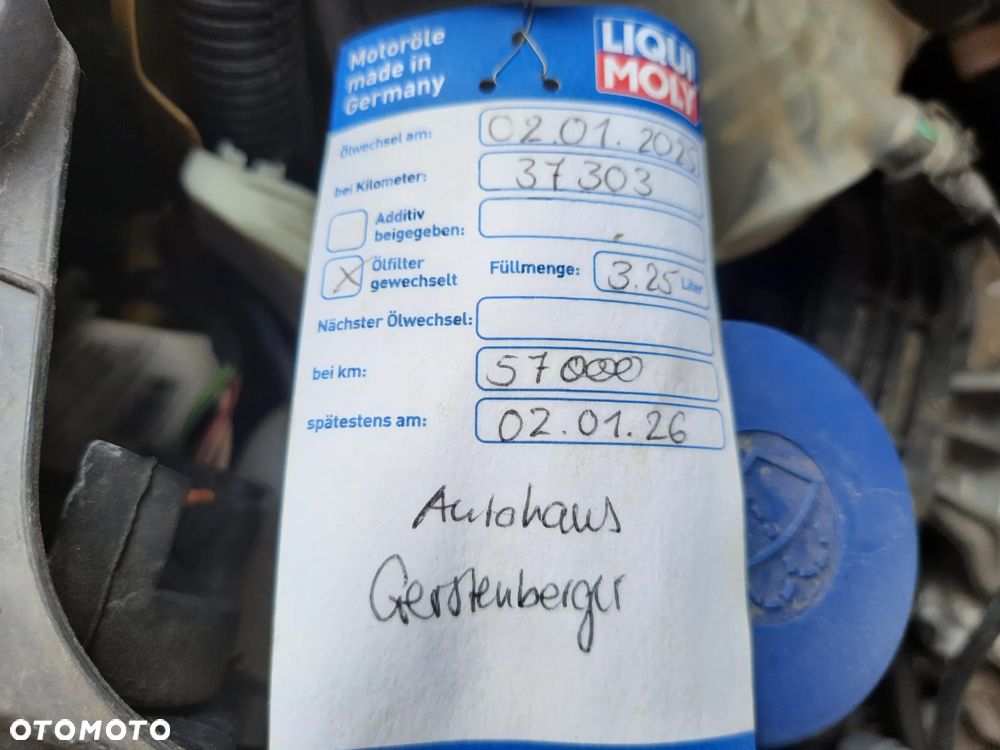 Motoröle
made in
Germany
LIQUI
MOLY
Ölwechsel am: 02.01.2025
bei Kilometer: 37303
Additiv
beigegeben:
X Ölfilter
gewechselt
Füllmenge: 3.25 Liter
Nächster Ölwechsel:
bei km: 57000
spätestens am: 02.01.26
Autohaus
Gerstenberger
OTOMOTO